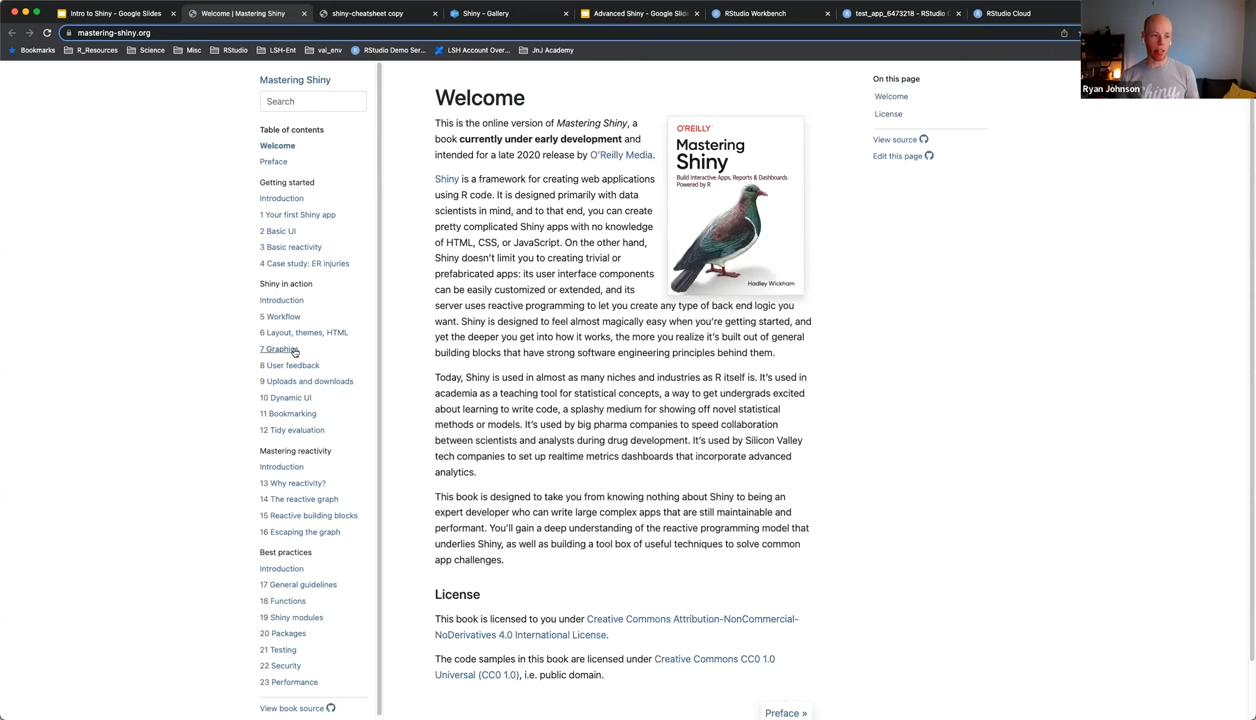 Intro to Shiny - Google Slides
Welcome | Mastering Shiny
shiny-cheatsheet copy
Shiny - Gallery
Advanced Shiny - Google Slid
RStudio Workbench
test_app_6473218 - RStudio
RStudio Cloud
mastering-shiny.org
Bookmarks
R_Resources
Science
Misc
RStudio
LSH-Ent
val_env
RStudio Demo Ser...
LSH Account Over...
JnJ Academy
Ryan Johnson
Mastering Shiny
Search
Table of contents
Welcome
Preface
Getting started
Introduction
1 Your first Shiny app
2 Basic UI
3 Basic reactivity
4 Case study: ER injuries
Shiny in action
Introduction
5 Workflow
6 Layout, themes, HTML
7 Graphics
8 User feedback
9 Uploads and downloads
10 Dynamic UI
11 Bookmarking
12 Tidy evaluation
Mastering reactivity
Introduction
13 Why reactivity?
14 The reactive graph
15 Reactive building blocks
16 Escaping the graph
Best practices
Introduction
17 General guidelines
18 Functions
19 Shiny modules
20 Packages
21 Testing
22 Security
23 Performance
View book source
Welcome
This is the online version of Mastering Shiny, a
book currently under early development and
intended for a late 2020 release by O'Reilly Media.
Shiny is a framework for creating web applications
using R code. It is designed primarily with data
scientists in mind, and to that end, you can create
pretty complicated Shiny apps with no knowledge
of HTML, CSS, or JavaScript. On the other hand,
Shiny doesn't limit you to creating trivial or
prefabricated apps: its user interface components
can be easily customized or extended, and its
server uses reactive programming to let you create any type of back end logic you
want. Shiny is designed to feel almost magically easy when you're getting started, and
yet the deeper you get into how it works, the more you realize it's built out of general
building blocks that have strong software engineering principles behind them.
Today, Shiny is used in almost as many niches and industries as R itself is. It's used in
academia as a teaching tool for statistical concepts, a way to get undergrads excited
about learning to write code, a splashy medium for showing off novel statistical
methods or models. It's used by big pharma companies to speed collaboration
between scientists and analysts during drug development. It's used by Silicon Valley
tech companies to set up realtime metrics dashboards that incorporate advanced
analytics.
This book is designed to take you from knowing nothing about Shiny to being an
expert developer who can write large complex apps that are still maintainable and
performant. You'll gain a deep understanding of the reactive programming model that
underlies Shiny, as well as building a tool box of useful techniques to solve common
app challenges.
License
This book is licensed to you under Creative Commons Attribution-NonCommercial-
NoDerivatives 4.0 International License.
The code samples in this book are licensed under Creative Commons CC0 1.0
Universal (CC0 1.0), i.e. public domain.
Preface »
O'REILLY
Mastering
Shiny
Build Interactive Apps, Reports & Dashboards
Powered by R
Hadley Wickham
On this page
Welcome
License
View source
Edit this page